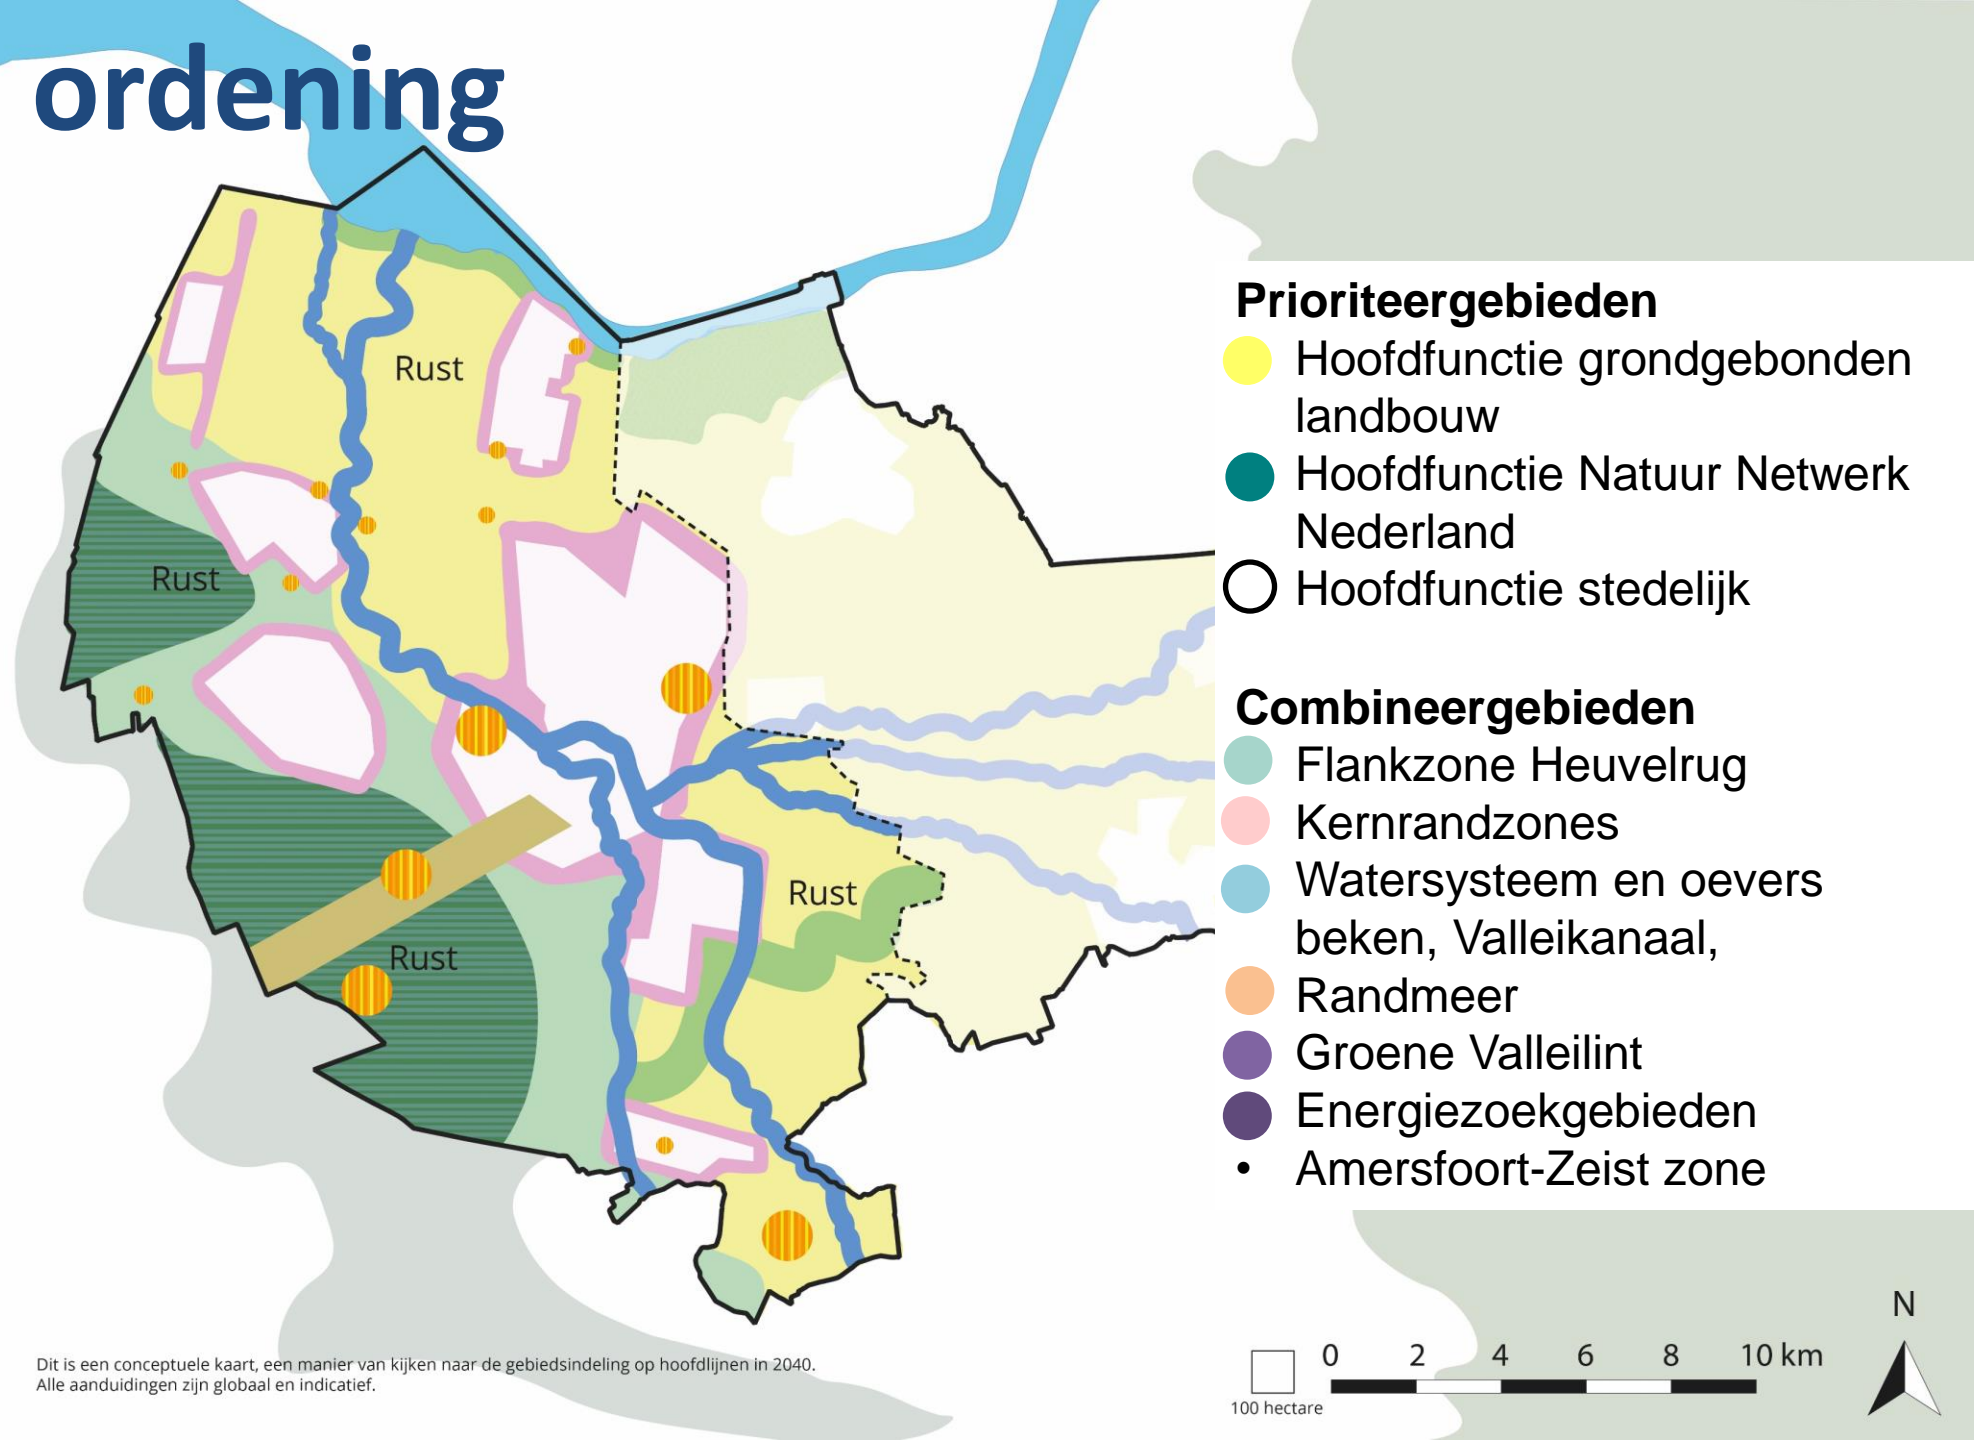 ordening
Rust
Rust
Rust
Rust
Prioriteergebieden
Hoofdfunctie grondgebonden
landbouw
Hoofdfunctie Natuur Netwerk
Nederland
Hoofdfunctie stedelijk
Combineergebieden
Flankzone Heuvelrug
Kernrandzones
Watersysteem en oevers
beken, Valleikanaal,
Randmeer
Groene Valleilint
Energiezoekgebieden
• Amersfoort-Zeist zone
Dit is een conceptuele kaart, een manier van kijken naar de gebiedsindeling op hoofdlijnen in 2040.
Alle aanduidingen zijn globaal en indicatief.
0 2 4 6 8 10 km
100 hectare
N